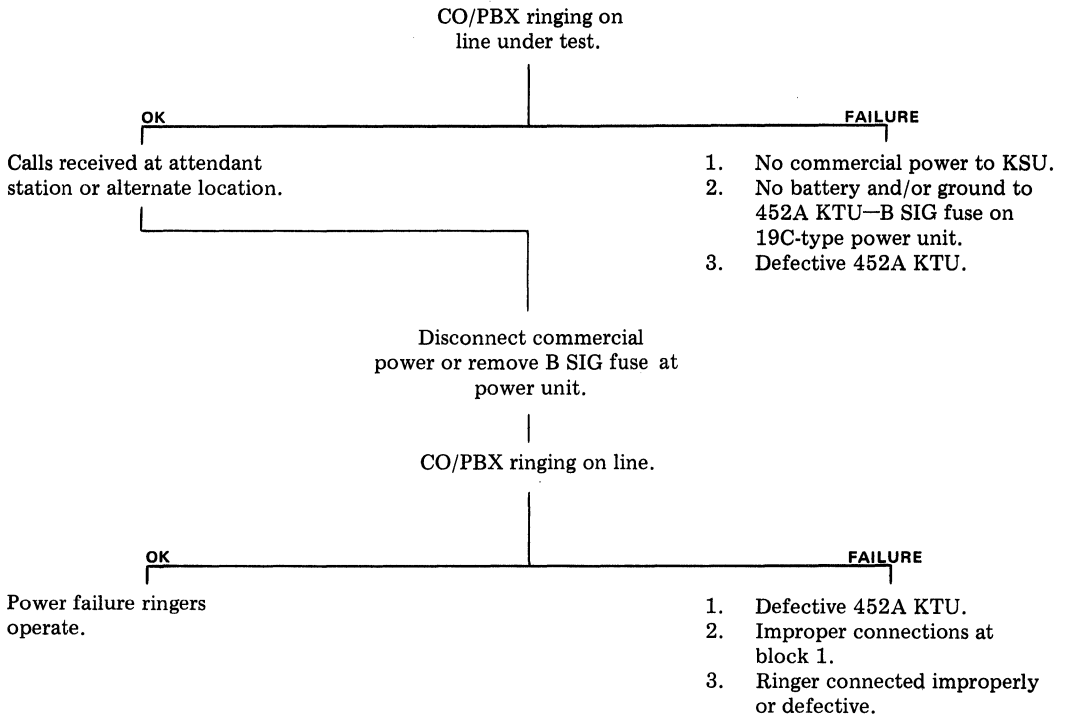 CO/PBX ringing on
line under test.
OK
FAILURE
Calls received at attendant
station or alternate location.
1. No commercial power to KSU.
2. No battery and/or ground to
452A KTU—B SIG fuse on
19C-type power unit.
3. Defective 452A KTU.
Disconnect commercial
power or remove B SIG fuse at
power unit.
CO/PBX ringing on line.
OK
FAILURE
Power failure ringers
operate.
1. Defective 452A KTU.
2. Improper connections at
block 1.
3. Ringer connected improperly
or defective.